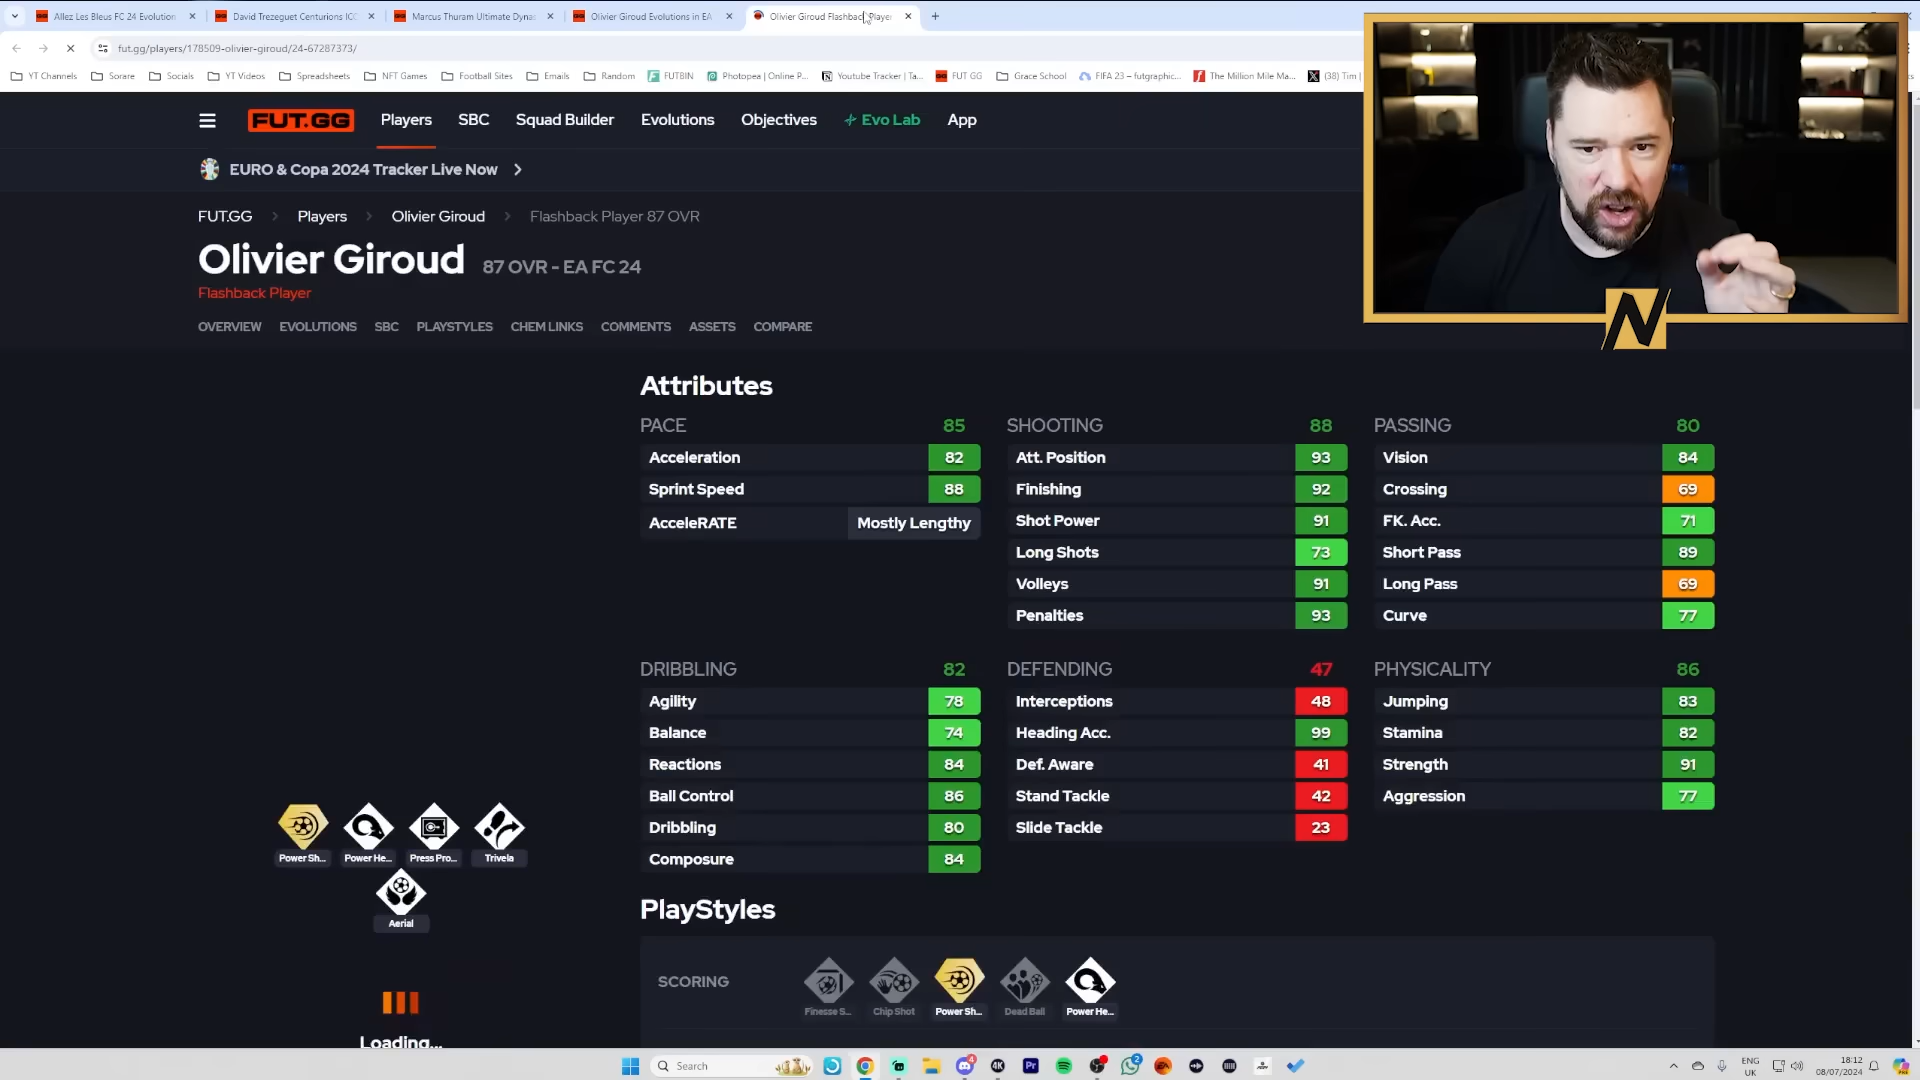 Allez Les Bleus FC 24 Evolution
David Trezeguet Centurions ICO
Marcus Thuram Ultimate Dynas
Olivier Giroud Evolutions in EA
Olivier Giroud Flashback Player
fut.gg/players/178509-olivier-giroud/24-67287373/
YT Channels
Sorare
Socials
YT Videos
Spreadsheets
NFT Games
Football Sites
Emails
Random
FUTBIN
Photopea | Online P...
Youtube Tracker | Ta...
FUT GG
Grace School
FIFA 23 – futgraphic...
The Million Mile Ma...
(38) Tim |
FUT.GG
Players
SBC
Squad Builder
Evolutions
Objectives
Evo Lab
App
EURO & Copa 2024 Tracker Live Now
FUT.GG > Players > Olivier Giroud > Flashback Player 87 OVR
Olivier Giroud 87 OVR - EA FC 24
Flashback Player
OVERVIEW
EVOLUTIONS
SBC
PLAYSTYLES
CHEM LINKS
COMMENTS
ASSETS
COMPARE
N
Attributes
PACE 85
Acceleration 82
Sprint Speed 88
AcceleRATE Mostly Lengthy
SHOOTING 88
Att. Position 93
Finishing 92
Shot Power 91
Long Shots 73
Volleys 91
Penalties 93
PASSING 80
Vision 84
Crossing 69
FK. Acc. 71
Short Pass 89
Long Pass 69
Curve 77
DRIBBLING 82
Agility 78
Balance 74
Reactions 84
Ball Control 86
Dribbling 80
Composure 84
DEFENDING 47
Interceptions 48
Heading Acc. 99
Def. Aware 41
Stand Tackle 42
Slide Tackle 23
PHYSICALITY 86
Jumping 83
Stamina 82
Strength 91
Aggression 77
Power Sh...
Power He...
Press Pro...
Trivela
Aerial
Loading...
PlayStyles
SCORING
Finesse S...
Chip Shot
Power Sh...
Dead Ball
Power He...
Search
4
4K
Pr
2
ENG
UK
18:12
08/07/2024